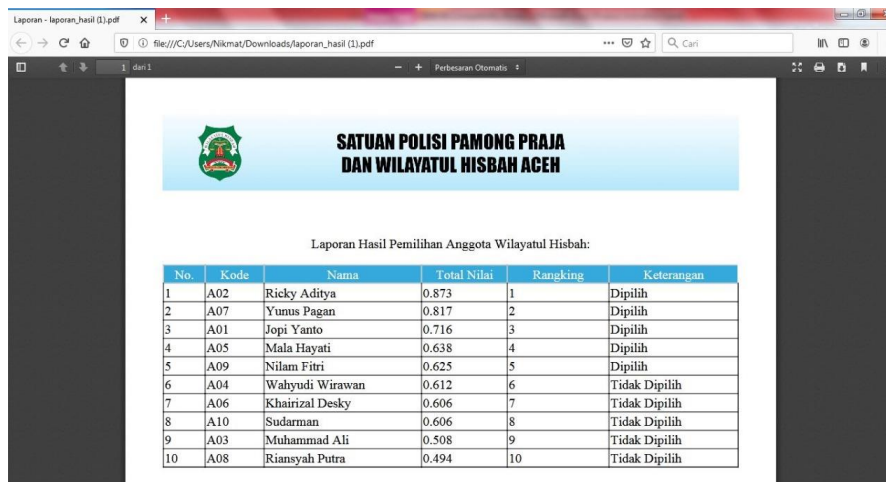 Laporan - laporan_hasil (1).pdf
file:///C:/Users/Nikmat/Downloads/laporan_hasil (1).pdf
Cari
1 dari 1
Perbesaran Otomatis
SATUAN POLISI PAMONG PRAJA
DAN WILAYATUL HISBAH ACEH
Laporan Hasil Pemilihan Anggota Wilayatul Hisbah:
No. Kode Nama Total Nilai Rangking Keterangan
1 A02 Ricky Aditya 0.873 1 Dipilih
2 A07 Yunus Pagan 0.817 2 Dipilih
3 A01 Jopi Yanto 0.716 3 Dipilih
4 A05 Mala Hayati 0.638 4 Dipilih
5 A09 Nilam Fitri 0.625 5 Dipilih
6 A04 Wahyudi Wirawan 0.612 6 Tidak Dipilih
7 A06 Khairizal Desky 0.606 7 Tidak Dipilih
8 A10 Sudarman 0.606 8 Tidak Dipilih
9 A03 Muhammad Ali 0.508 9 Tidak Dipilih
10 A08 Riansyah Putra 0.494 10 Tidak Dipilih